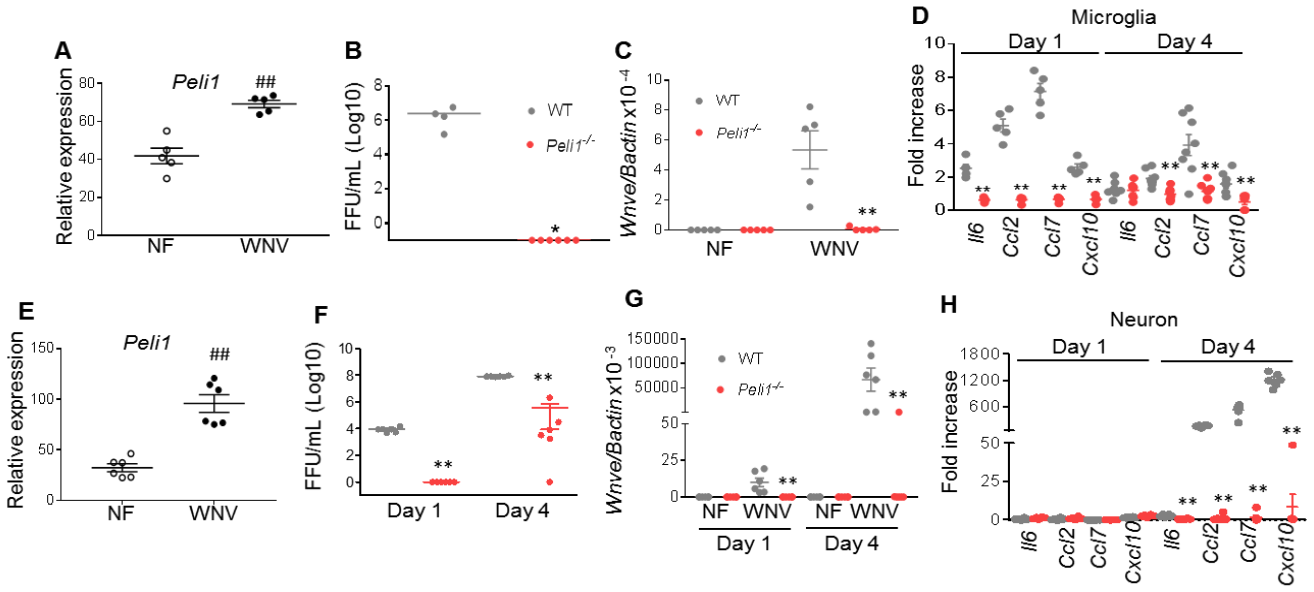 A
Peli1
##
Relative expression
80
60
40
20
0
NF WNV
B
FFU/mL (Log10)
9
6
3
0
WT
Peli1-/-
*
C
Wnve/Bactin x10-4
10
8
6
4
2
0
WT
Peli1-/-
**
NF WNV
D
Microglia
Day 1 Day 4
Fold increase
10
8
6
4
2
0
** ** ** ** ** ** **
Il6 Ccl2 Ccl7 Cxcl10 Il6 Ccl2 Ccl7 Cxcl10
E
Peli1
##
Relative expression
150
100
50
0
NF WNV
F
FFU/mL (Log10)
10
8
6
4
2
0
** **
Day 1 Day 4
G
Wnve/Bactin x10-3
150000
100000
50000
50
25
0
WT
Peli1-/-
** **
NF WNV NF WNV
Day 1 Day 4
H
Neuron
Day 1 Day 4
Fold increase
1800
1200
600
50
25
0
** ** ** **
Il6 Ccl2 Ccl7 Cxcl10 Il6 Ccl2 Ccl7 Cxcl10